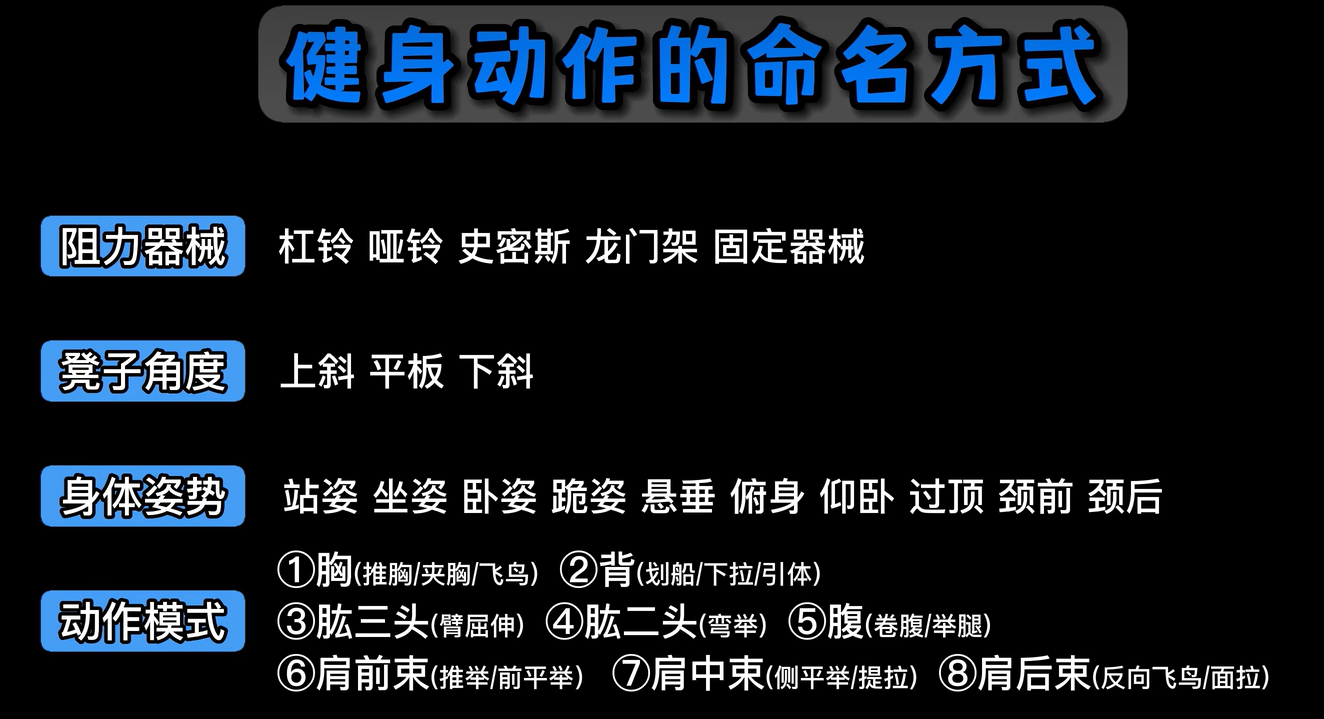 健身动作的命名方式
阻力器械 杠铃 哑铃 史密斯 龙门架 固定器械
凳子角度 上斜 平板 下斜
身体姿势 站姿 坐姿 卧姿 跪姿 悬垂 俯身 仰卧 过顶 颈前 颈后
动作模式
①胸(推胸/夹胸/飞鸟) ②背(划船/下拉/引体)
③肱三头(臂屈伸) ④肱二头(弯举) ⑤腹(卷腹/举腿)
⑥肩前束(推举/前平举) ⑦肩中束(侧平举/提拉) ⑧肩后束(反向飞鸟/面拉)